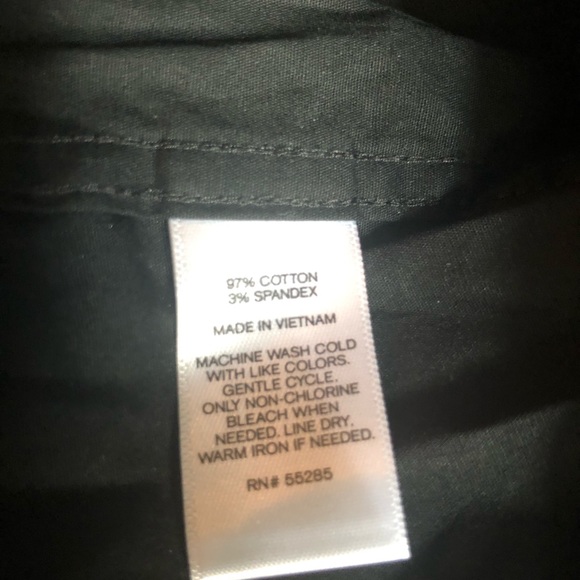 97% COTTON
3% SPANDEX
MADE IN VIETNAM
MACHINE WASH COLD
WITH LIKE COLORS.
GENTLE CYCLE.
ONLY NON-CHLORINE
BLEACH WHEN
NEEDED. LINE DRY.
WARM IRON IF NEEDED.
RN# 55285